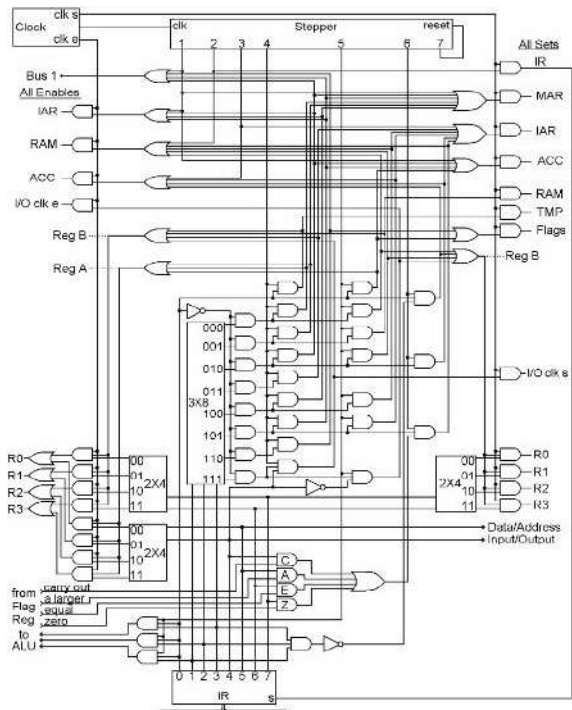 clk s
Clock
clk e
clk Stepper reset
1 2 3 4 5 6 7
Bus 1
All Enables
IAR
RAM
ACC
I/O clk e
Reg B
Reg A
All Sets
IR
MAR
IAR
ACC
RAM
TMP
Flags
Reg B
I/O clk s
3X8
000
001
010
011
100
101
110
111
R0
R1
R2
R3
00
01
10
11
2X4
00
01
10
11
2X4
2X4
00
01
10
11
R0
R1
R2
R3
Data/Address
Input/Output
C
A
E
Z
from
Flag
Reg
carry out
a larger
equal
zero
to
ALU
0 1 2 3 4 5 6 7
IR s